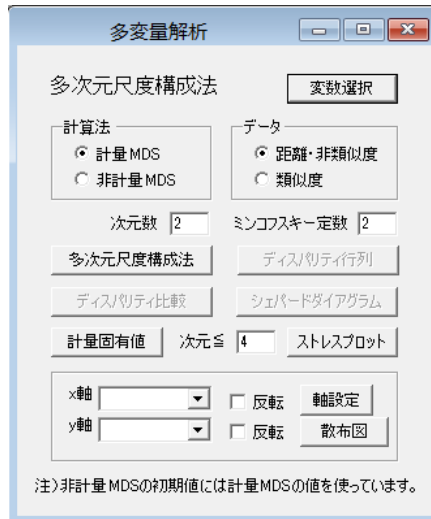 多変量解析
多次元尺度構成法 変数選択
計算法 データ
計量MDS 距離・非類似度
非計量MDS 類似度
次元数 2 ミンコフスキー定数 2
多次元尺度構成法 ディスパリティ行列
ディスパリティ比較 シェパードダイアグラム
計量固有値 次元≦ 4 ストレスプロット
x軸 反転 軸設定
y軸 反転 散布図
注)非計量MDSの初期値には計量MDSの値を使っています。